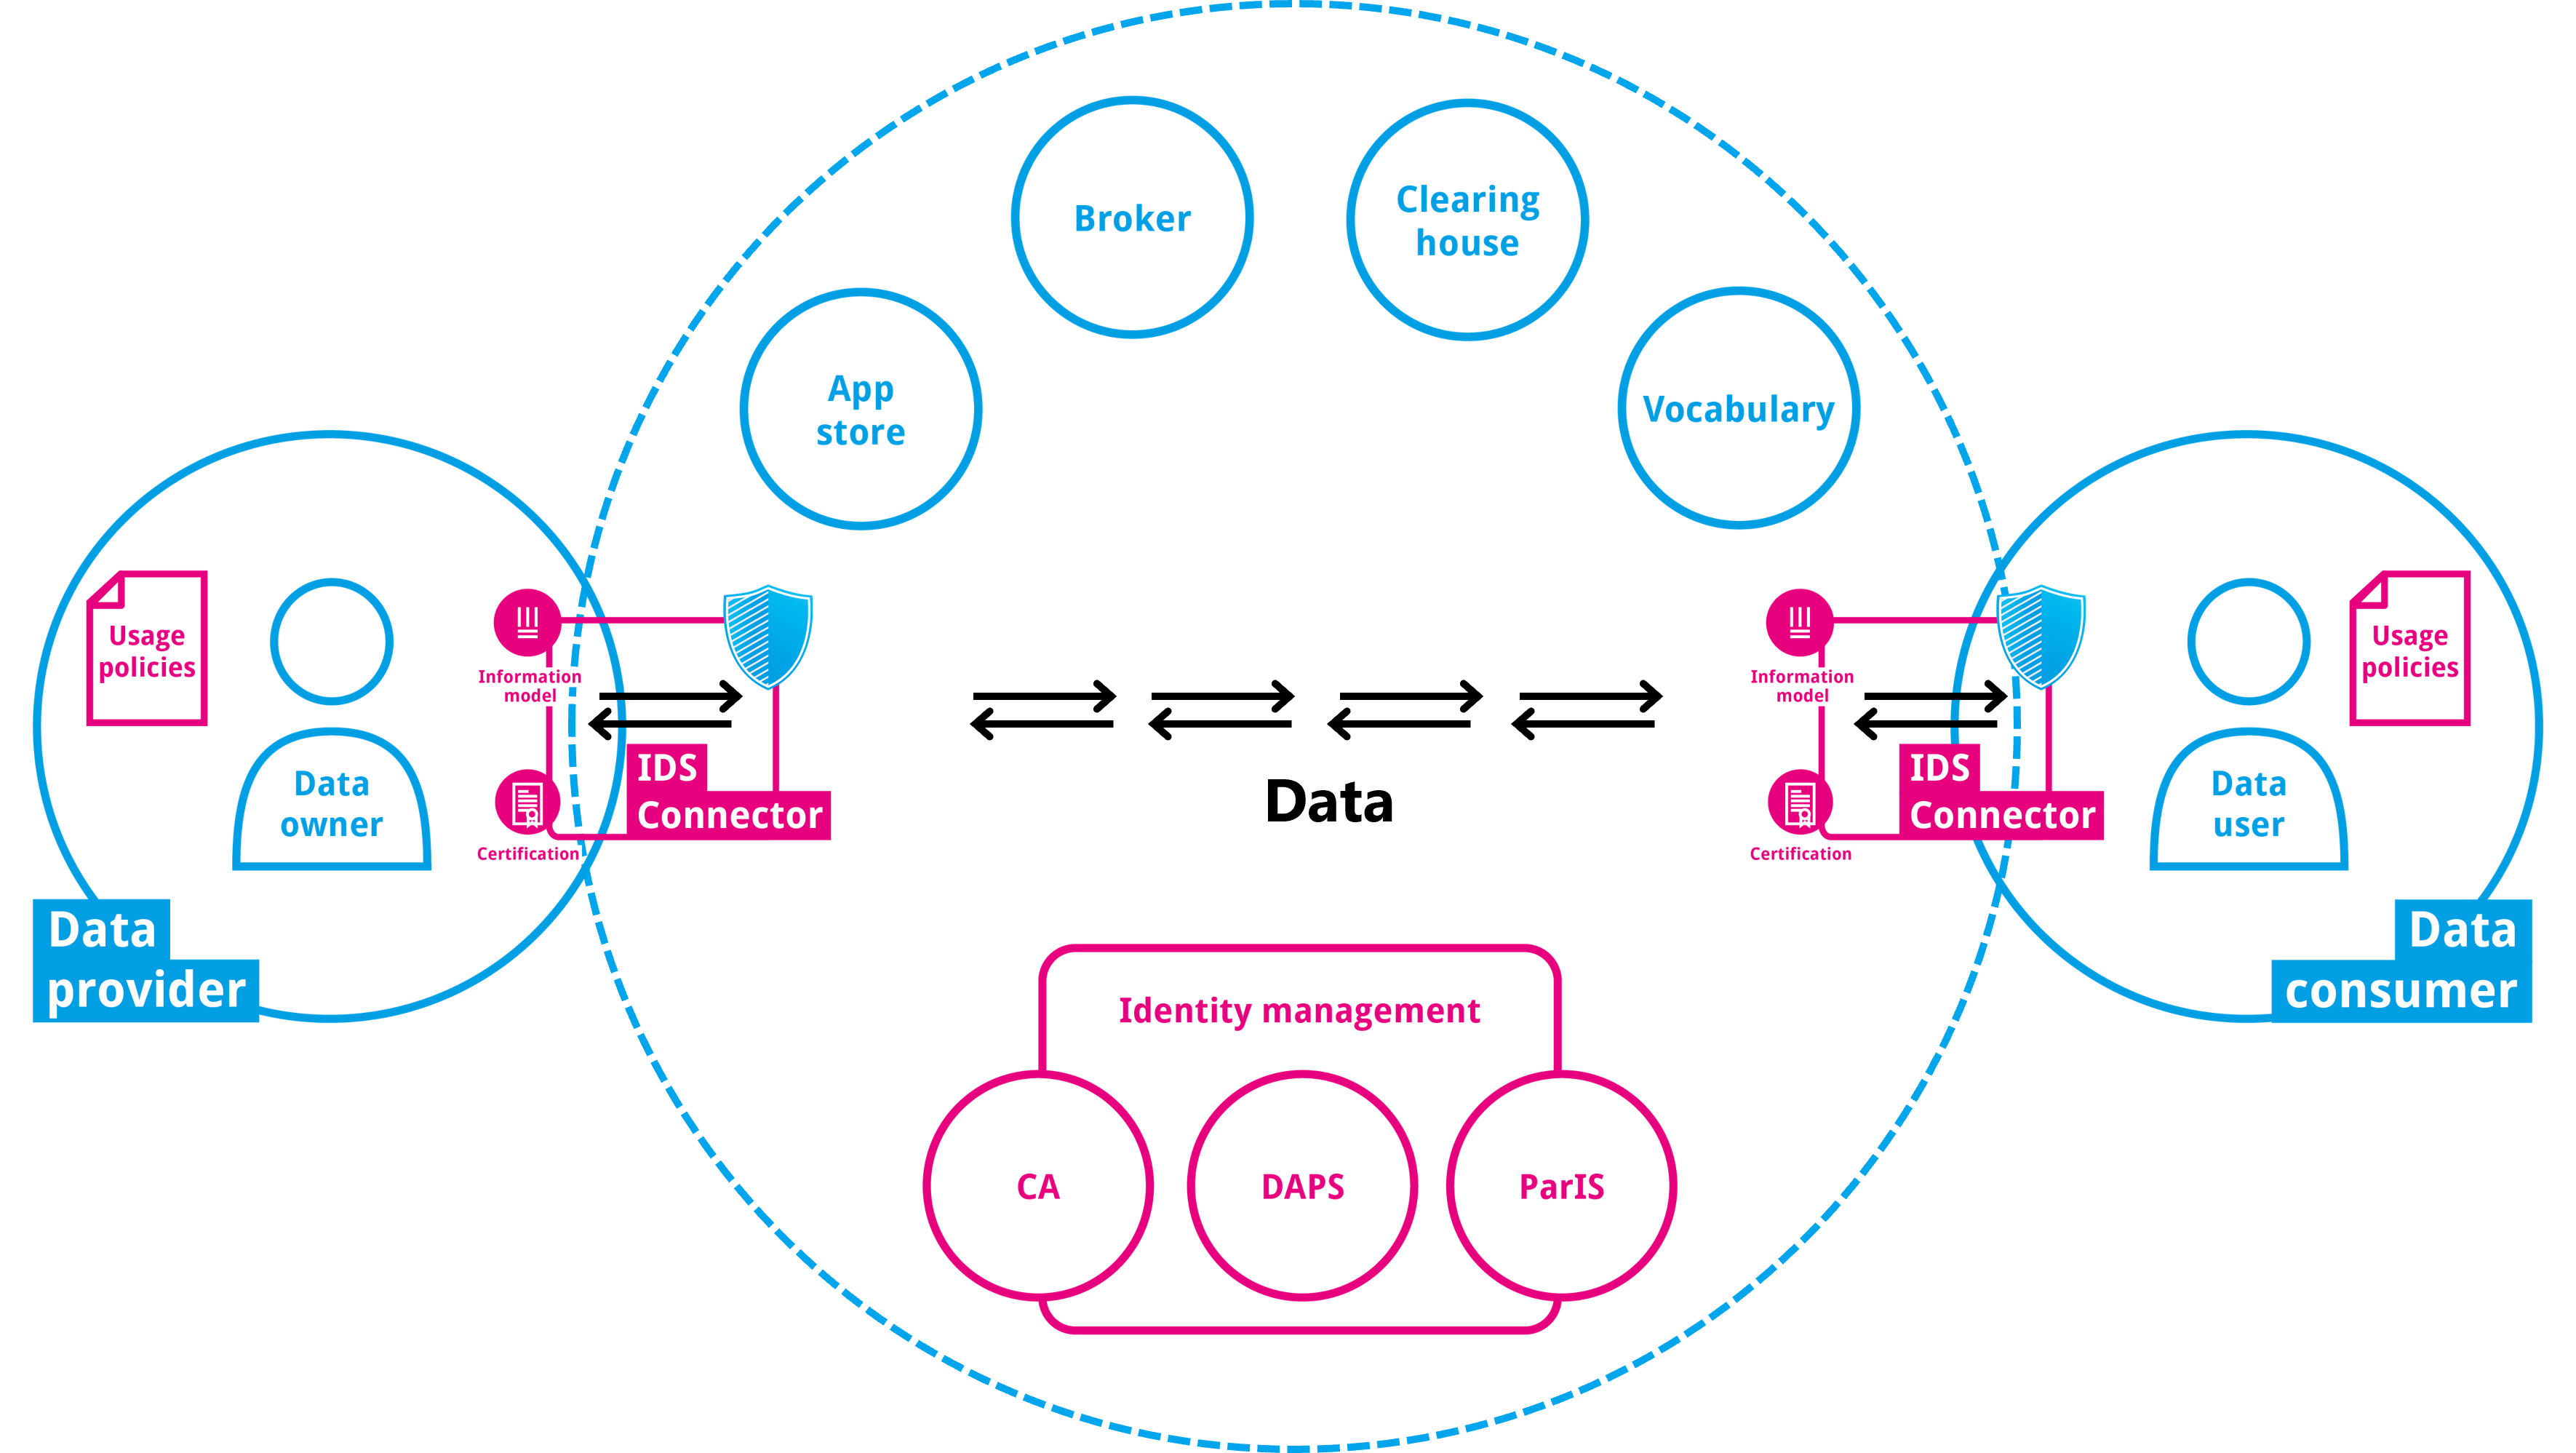 Broker
Clearing
house
App
store
Vocabulary
Usage
policies
Data
owner
Data
provider
Information
model
Certification
IDS
Connector
Data
Information
model
Certification
IDS
Connector
Usage
policies
Data
user
Data
consumer
Identity management
CA
DAPS
ParIS